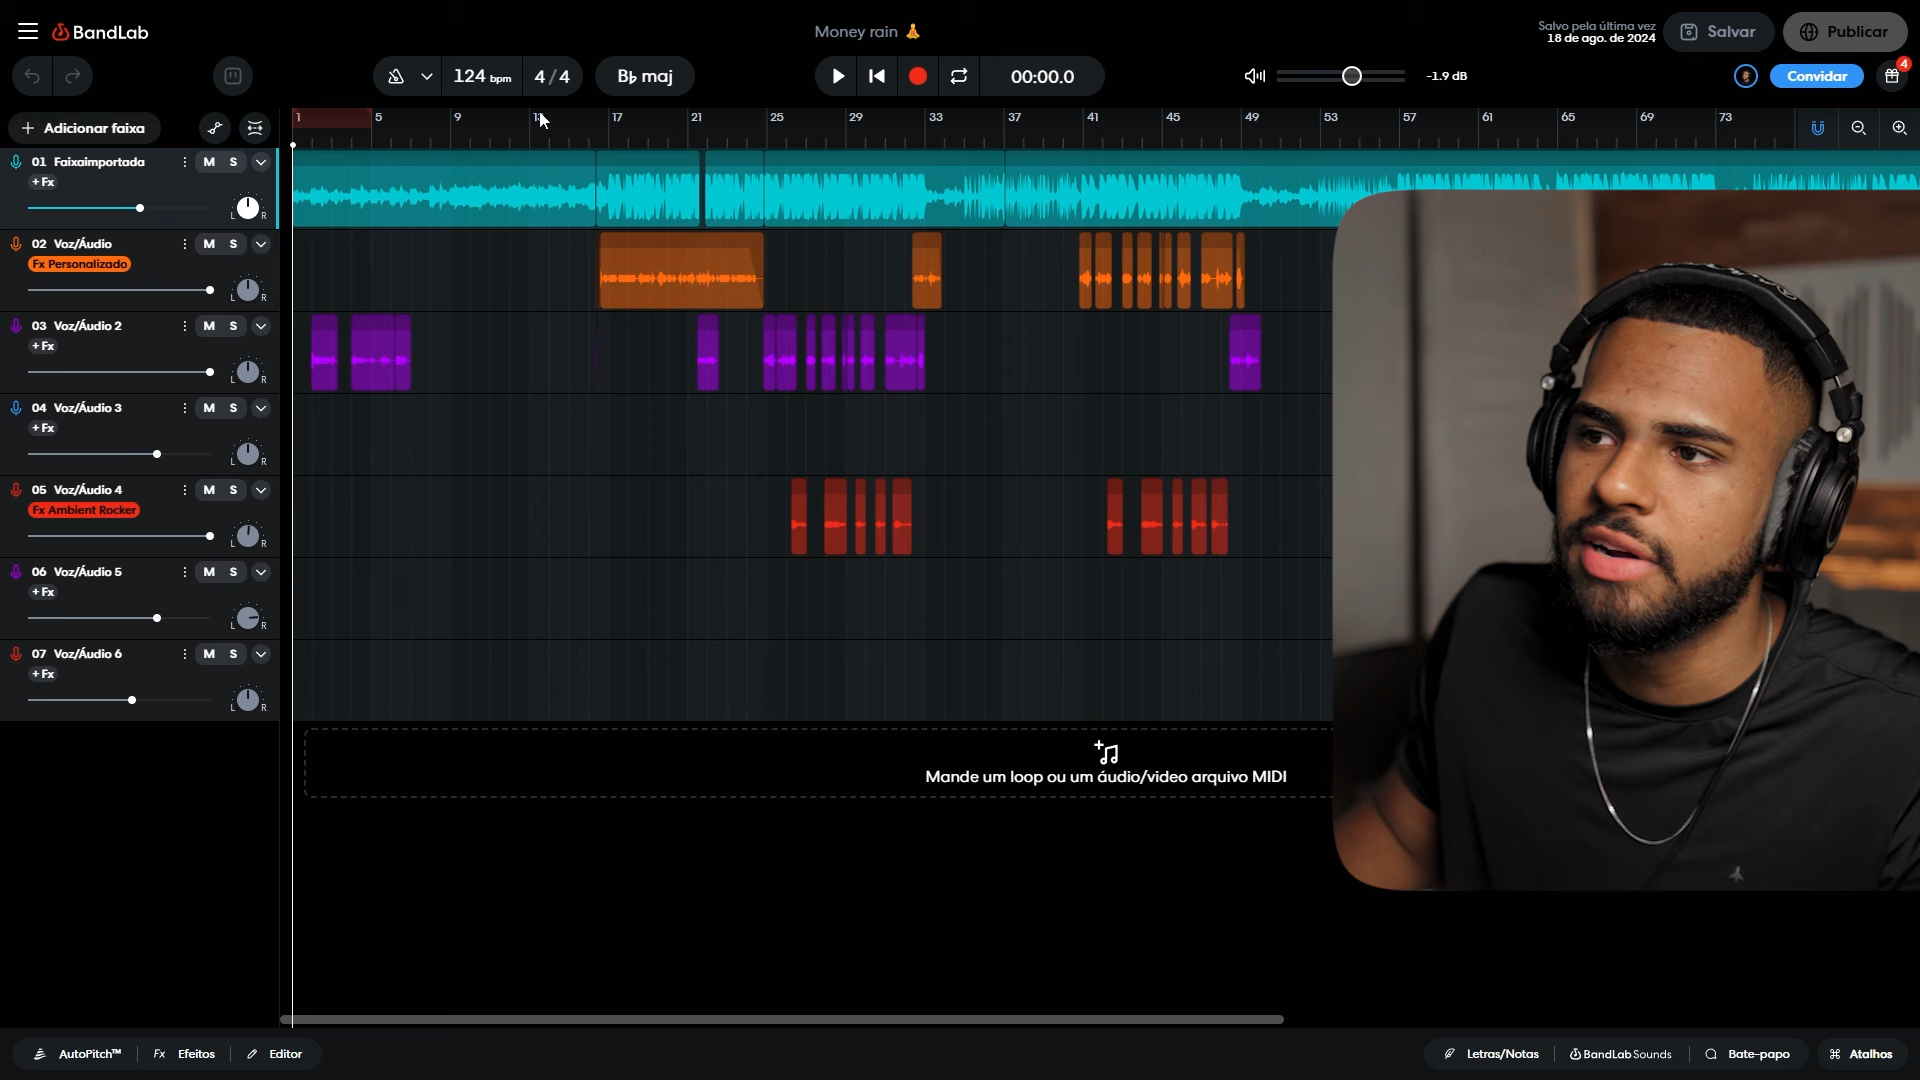 BandLab
Money rain
Salvo pela última vez
18 de ago. de 2024
Salvar
Publicar
124 bpm
4 / 4
B♭ maj
00:00.0
-1.9 dB
Convidar
4
Adicionar faixa
1 5 9 17 21 25 29 33 37 41 45 49 53 57 61 65 69 73
01 Faixaimportada M S
+ Fx
L R
02 Voz/Áudio M S
Fx Personalizado
L R
03 Voz/Áudio 2 M S
+ Fx
L R
04 Voz/Áudio 3 M S
+ Fx
L R
05 Voz/Áudio 4 M S
Fx Ambient Rocker
L R
06 Voz/Áudio 5 M S
+ Fx
L R
07 Voz/Áudio 6 M S
+ Fx
L R
Mande um loop ou um áudio/video arquivo MIDI
AutoPitch™
Fx Efeitos
Editor
Letras/Notas
BandLab Sounds
Bate-papo
Atalhos